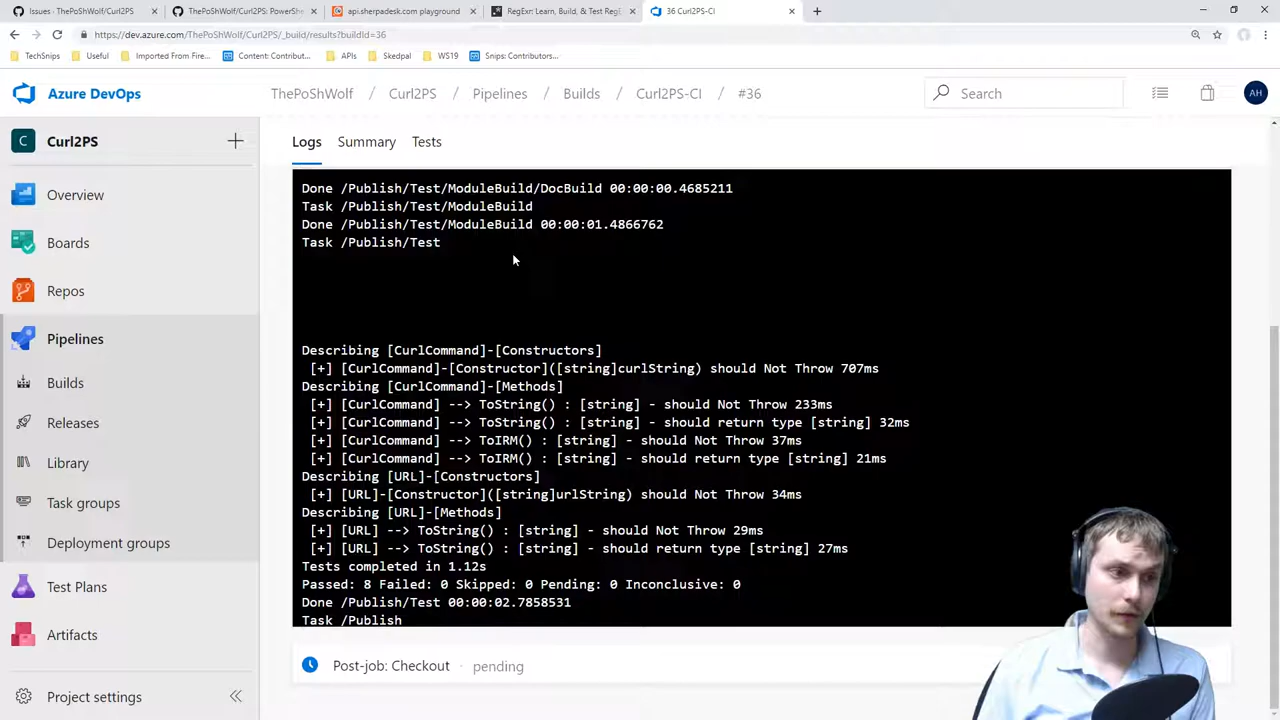 Issues · ThePoShWolf/Curl2PS
ThePoShWolf/Curl2PS: PowerShe
api.sherpadesk.com playground
RegExr: Learn, Build, & Test RegE
36 Curl2PS-CI
https://dev.azure.com/ThePoShWolf/Curl2PS/_build/results?buildId=36
TechSnips
Useful
Imported From Fire...
Content: Contribut...
APIs
Skedpal
WS19
Snips: Contributors...
Azure DevOps
ThePoShWolf / Curl2PS / Pipelines / Builds / Curl2PS-CI / #36
Search
AH
C Curl2PS
Overview
Boards
Repos
Pipelines
Builds
Releases
Library
Task groups
Deployment groups
Test Plans
Artifacts
Project settings
Logs Summary Tests
Done /Publish/Test/ModuleBuild/DocBuild 00:00:00.4685211
Task /Publish/Test/ModuleBuild
Done /Publish/Test/ModuleBuild 00:00:01.4866762
Task /Publish/Test
Describing [CurlCommand]-[Constructors]
[+] [CurlCommand]-[Constructor]([string]curlString) should Not Throw 707ms
Describing [CurlCommand]-[Methods]
[+] [CurlCommand] --> ToString() : [string] - should Not Throw 233ms
[+] [CurlCommand] --> ToString() : [string] - should return type [string] 32ms
[+] [CurlCommand] --> ToIRM() : [string] - should Not Throw 37ms
[+] [CurlCommand] --> ToIRM() : [string] - should return type [string] 21ms
Describing [URL]-[Constructors]
[+] [URL]-[Constructor]([string]urlString) should Not Throw 34ms
Describing [URL]-[Methods]
[+] [URL] --> ToString() : [string] - should Not Throw 29ms
[+] [URL] --> ToString() : [string] - should return type [string] 27ms
Tests completed in 1.12s
Passed: 8 Failed: 0 Skipped: 0 Pending: 0 Inconclusive: 0
Done /Publish/Test 00:00:02.7858531
Task /Publish
Post-job: Checkout · pending